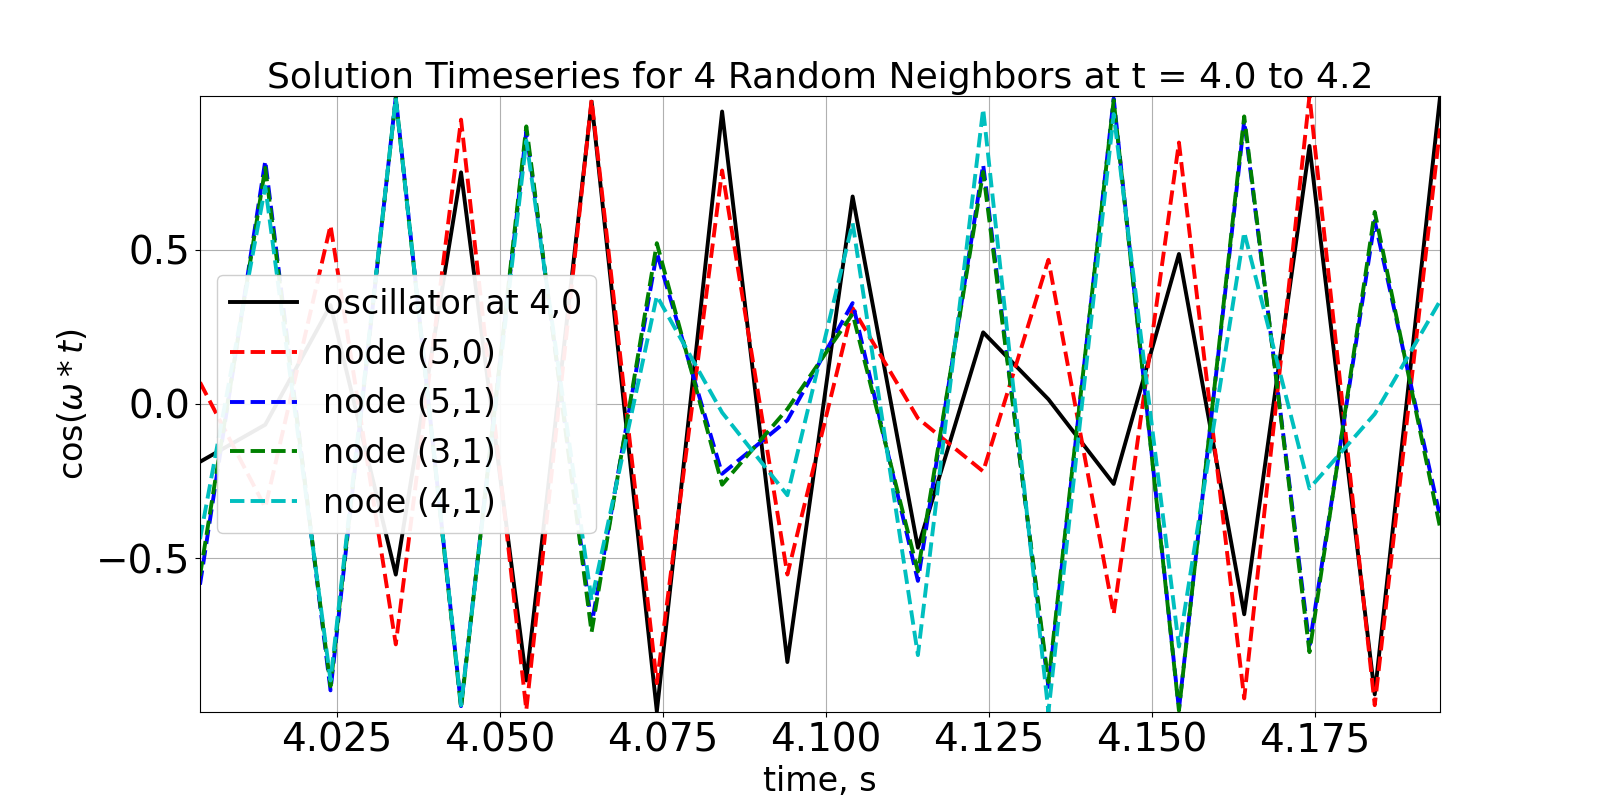 Solution Timeseries for 4 Random Neighbors at t = 4.0 to 4.2
0.5
0.0
−0.5
cos(ω * t)
oscillator at 4,0
node (5,0)
node (5,1)
node (3,1)
node (4,1)
4.025 4.050 4.075 4.100 4.125 4.150 4.175
time, s